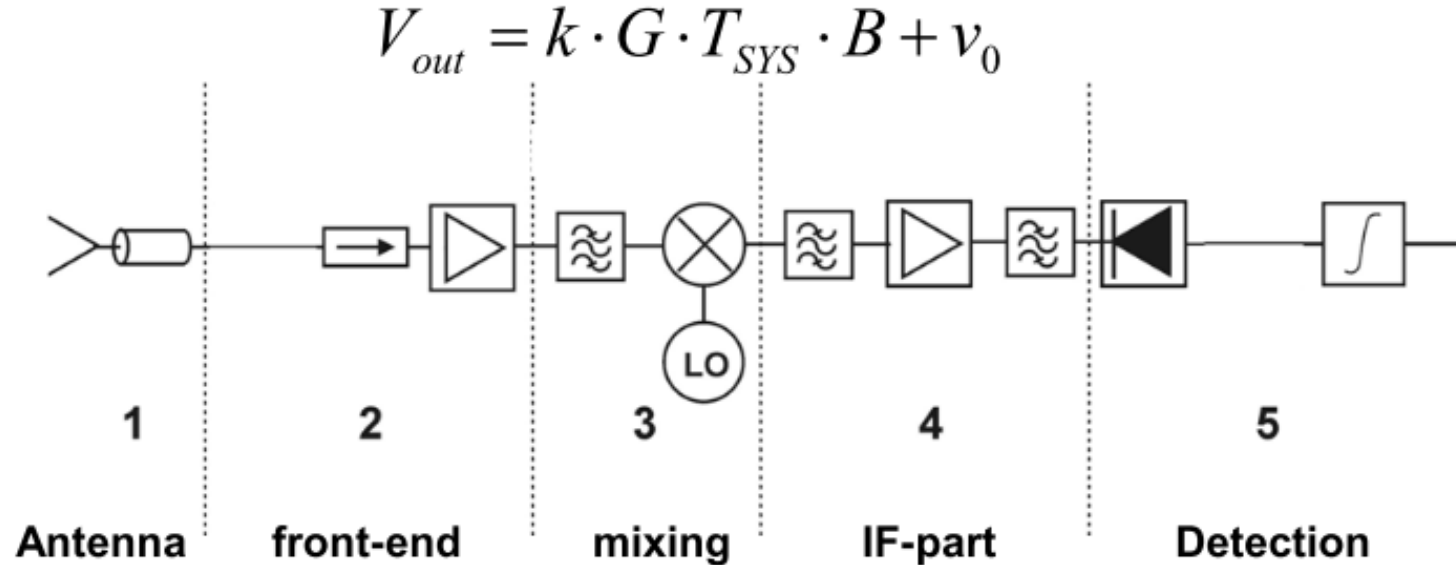 V_out = k · G · T_SYS · B + v_0
LO
1 2 3 4 5
Antenna front-end mixing IF-part Detection